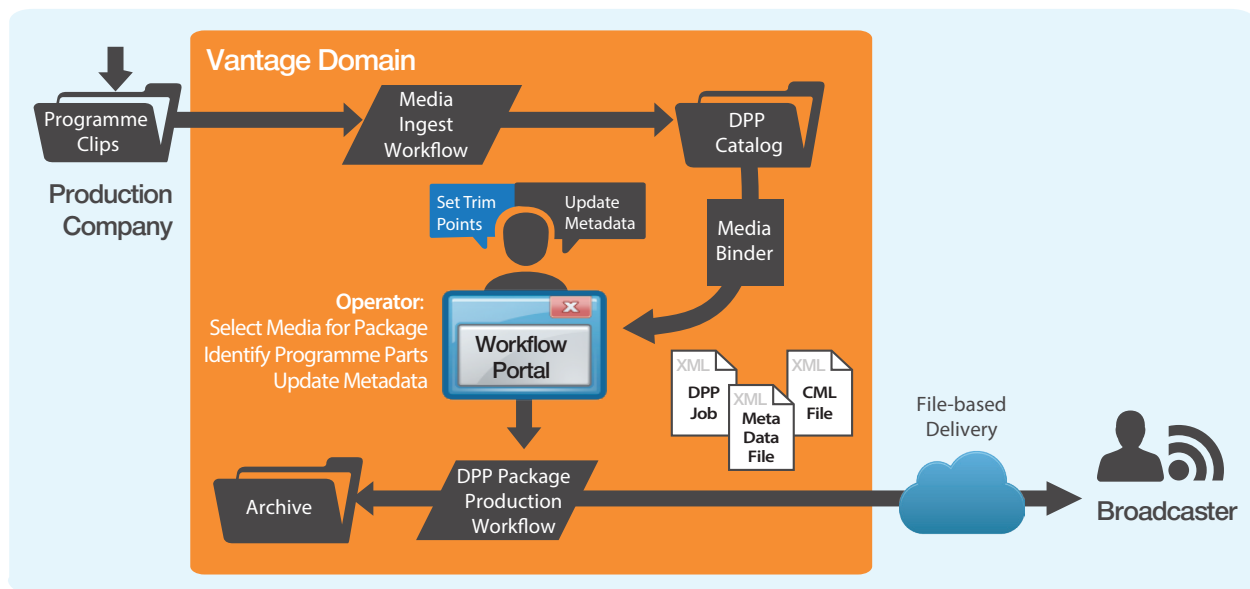 Vantage Domain
Programme
Clips
Production
Company
Media
Ingest
Workflow
DPP
Catalog
Media
Binder
Set Trim
Points
Update
Metadata
Operator:
Select Media for Package
Identify Programme Parts
Update Metadata
Workflow
Portal
XML
DPP
Job
XML
Meta
Data
File
XML
CML
File
DPP Package
Production
Workflow
Archive
File-based
Delivery
Broadcaster